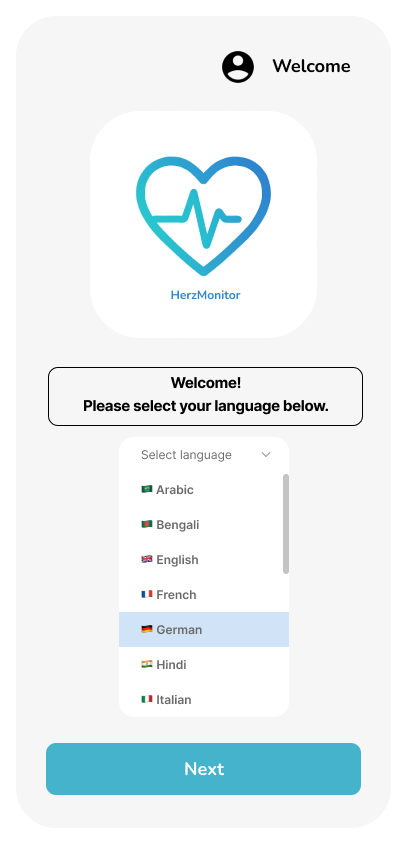 Welcome
HerzMonitor
Welcome!
Please select your language below.
Select language
Arabic
Bengali
English
French
German
Hindi
Italian
Next